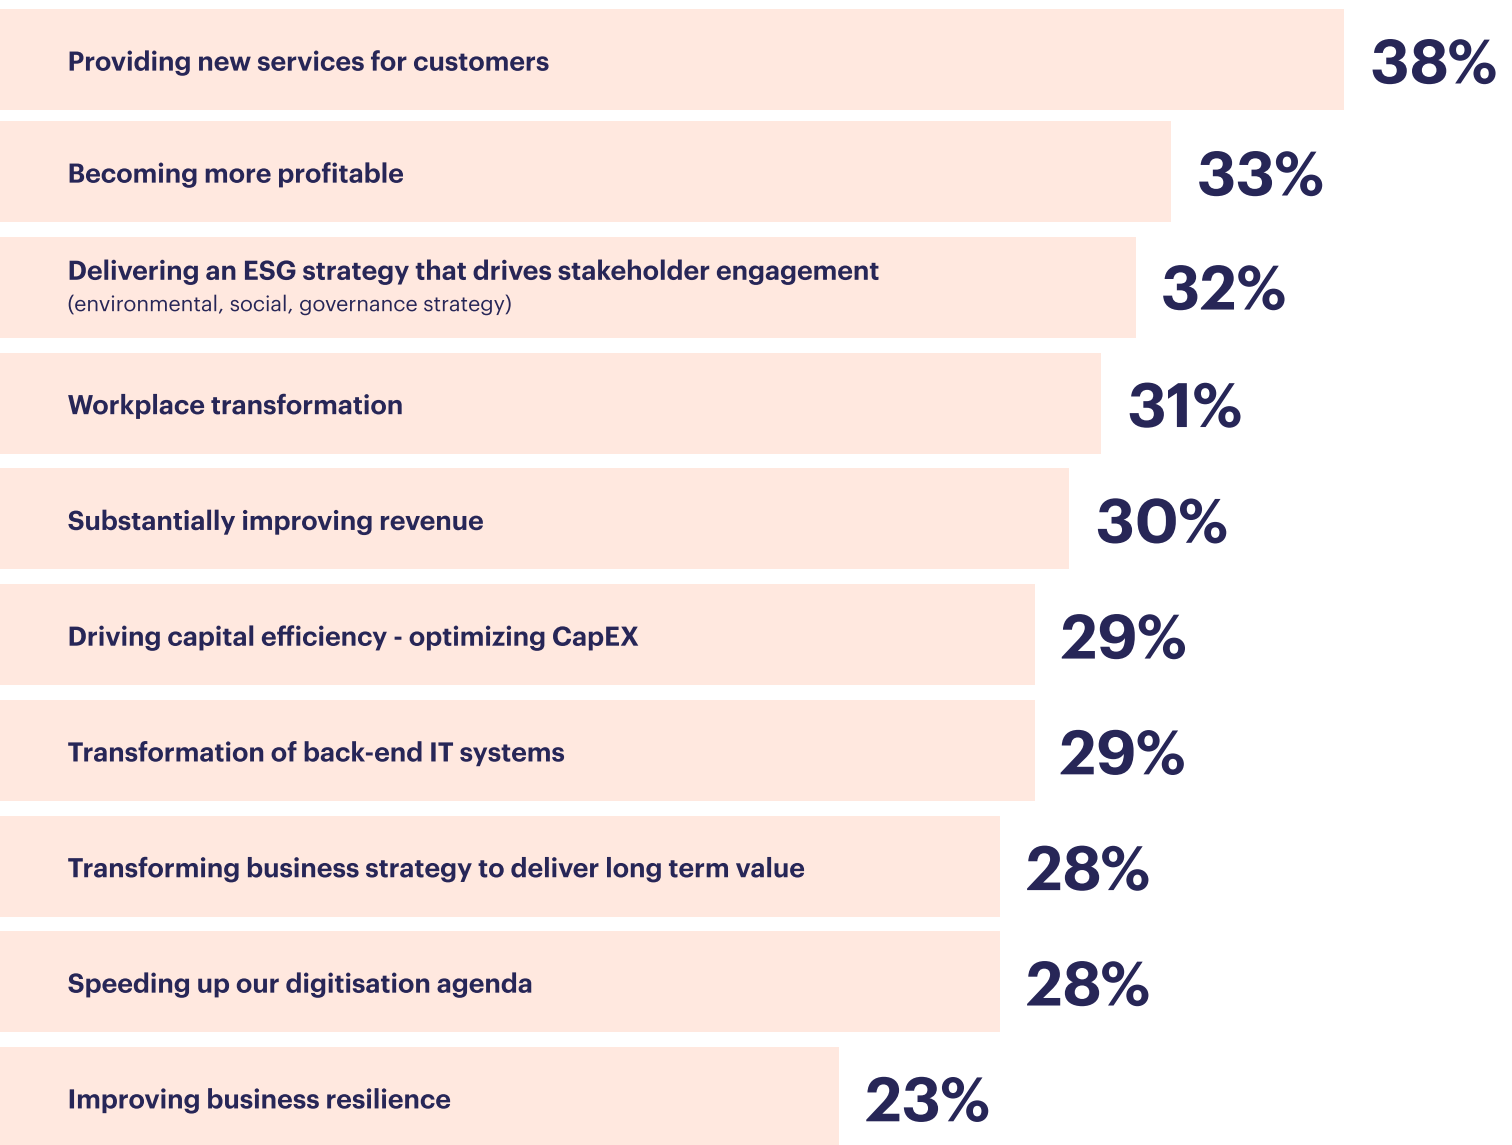 Providing new services for customers
38%
Becoming more profitable
33%
Delivering an ESG strategy that drives stakeholder engagement
(environmental, social, governance strategy)
32%
Workplace transformation
31%
Substantially improving revenue
30%
Driving capital efficiency - optimizing CapEX
29%
Transformation of back-end IT systems
29%
Transforming business strategy to deliver long term value
28%
Speeding up our digitisation agenda
28%
Improving business resilience
23%